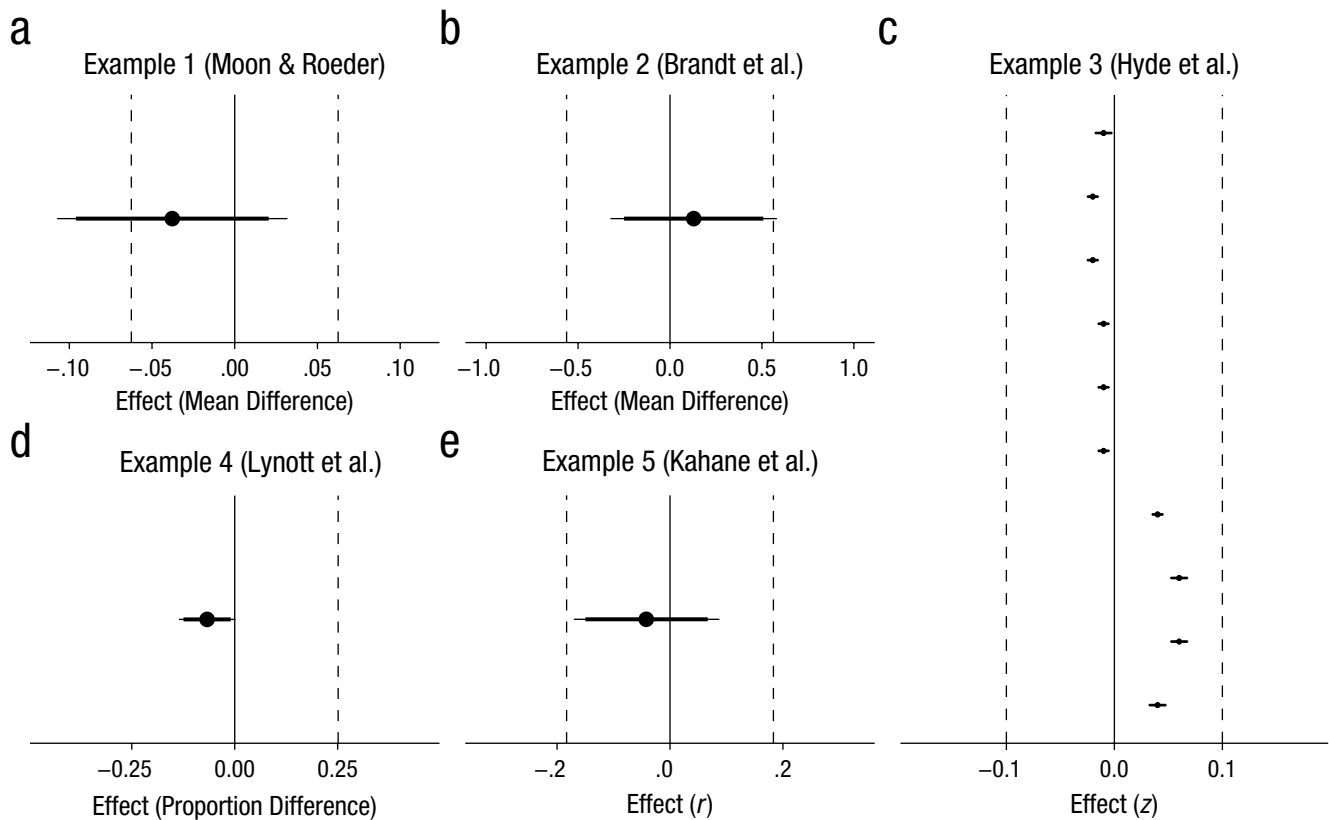 a
Example 1 (Moon & Roeder)
−.10 −.05 .00 .05 .10
Effect (Mean Difference)
b
Example 2 (Brandt et al.)
−1.0 −0.5 0.0 0.5 1.0
Effect (Mean Difference)
c
Example 3 (Hyde et al.)
−0.1 0.0 0.1
Effect (z)
d
Example 4 (Lynott et al.)
−0.25 0.00 0.25
Effect (Proportion Difference)
e
Example 5 (Kahane et al.)
−.2 .0 .2
Effect (r)